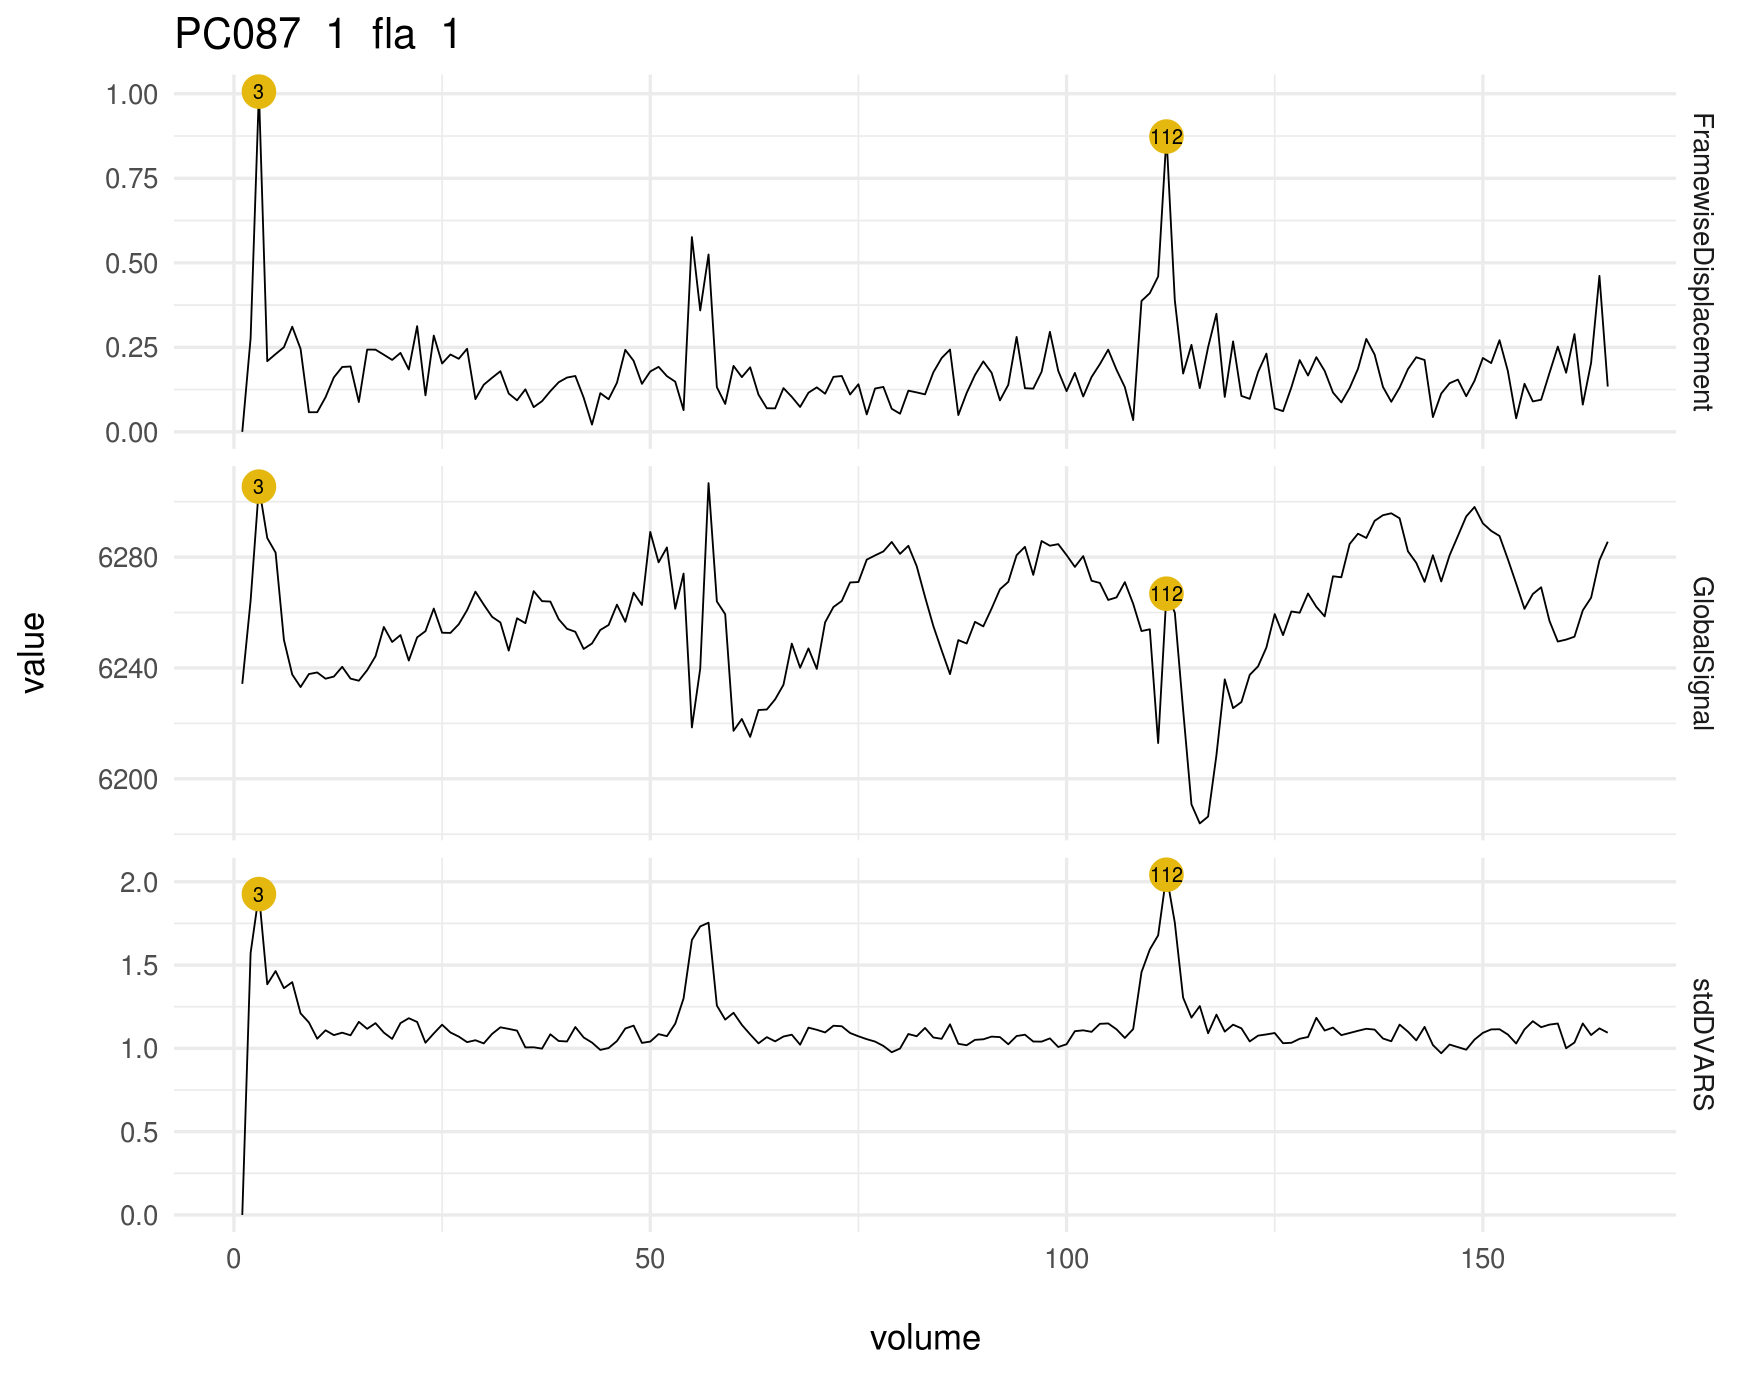 PC087 1 fla 1
3
112
1.00
0.75
0.50
0.25
0.00
FramewiseDisplacement
3
112
6280
6240
6200
GlobalSignal
value
3
112
2.0
1.5
1.0
0.5
0.0
stdDVARS
0 50 100 150
volume